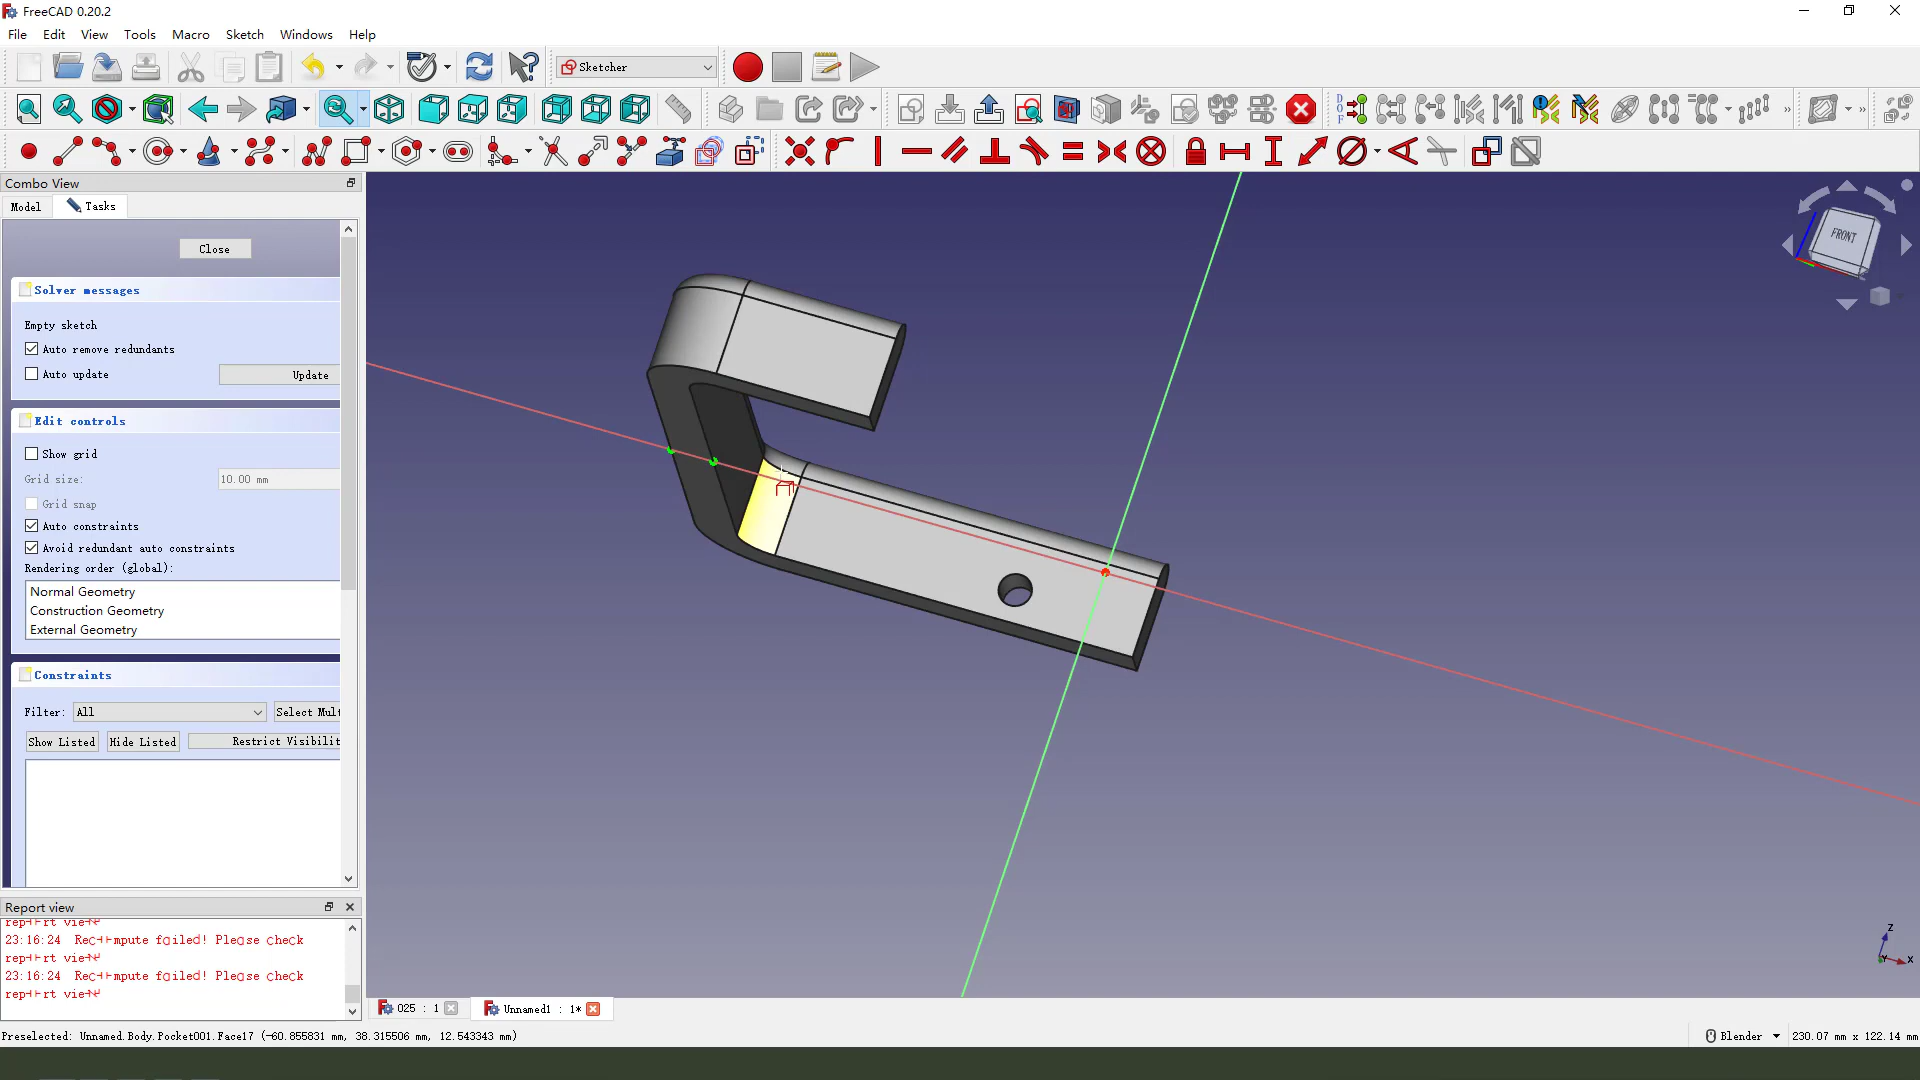 FreeCAD 0.20.2
File Edit View Tools Macro Sketch Windows Help
Sketcher
Combo View
Model Tasks
Close
Solver messages
Empty sketch
Auto remove redundants
Auto update Update
Edit controls
Show grid
Grid size: 10.00 mm
Grid snap
Auto constraints
Avoid redundant auto constraints
Rendering order (global):
Normal Geometry
Construction Geometry
External Geometry
Constraints
Filter: All Select Mult
Show Listed Hide Listed Restrict Visibilit
Report view
23:16:24
23:16:24
FRONT
Z
X
Y
025 : 1 Unnamed1 : 1*
Preselected: Unnamed.Body.Pocket001.Face17 (-60.855831 mm, 38.315506 mm, 12.543343 mm)
Blender 230.07 mm x 122.14 mm